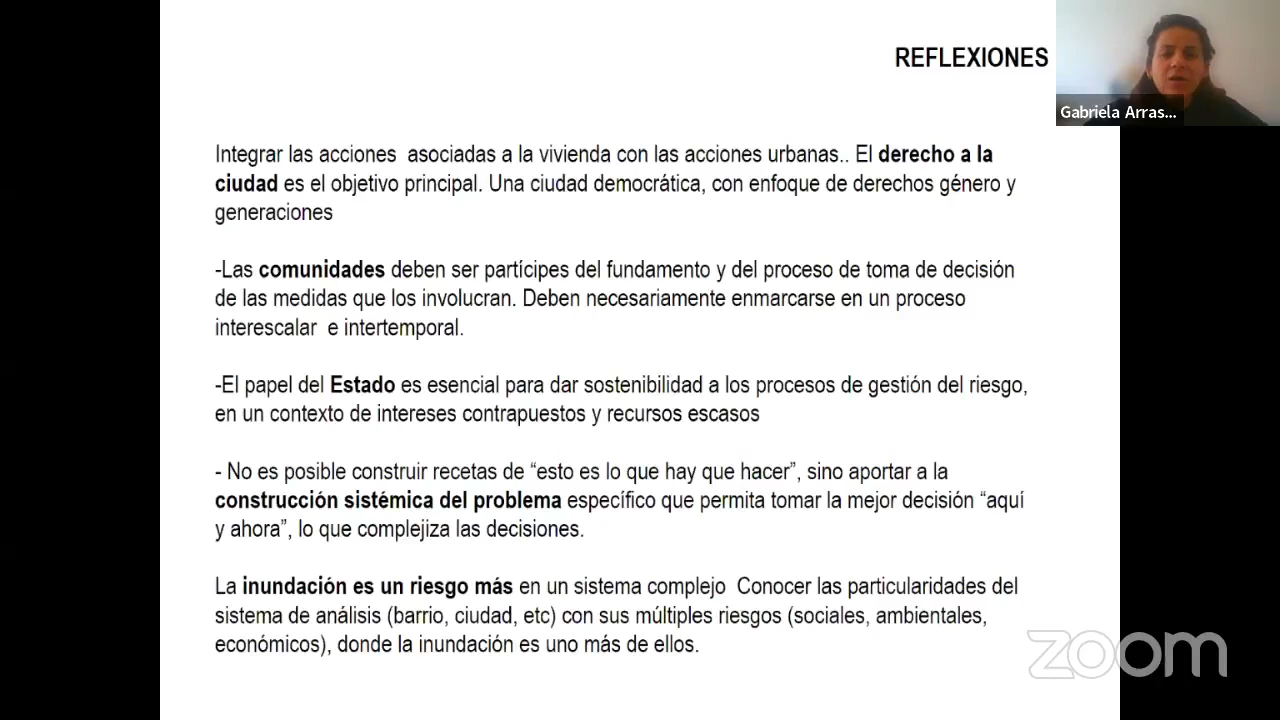 REFLEXIONES
Gabriela Arras...
Integrar las acciones asociadas a la vivienda con las acciones urbanas.. El derecho a la
ciudad es el objetivo principal. Una ciudad democrática, con enfoque de derechos género y
generaciones
-Las comunidades deben ser partícipes del fundamento y del proceso de toma de decisión
de las medidas que los involucran. Deben necesariamente enmarcarse en un proceso
interescalar e intertemporal.
-El papel del Estado es esencial para dar sostenibilidad a los procesos de gestión del riesgo,
en un contexto de intereses contrapuestos y recursos escasos
- No es posible construir recetas de “esto es lo que hay que hacer”, sino aportar a la
construcción sistémica del problema específico que permita tomar la mejor decisión “aquí
y ahora”, lo que complejiza las decisiones.
La inundación es un riesgo más en un sistema complejo Conocer las particularidades del
sistema de análisis (barrio, ciudad, etc) con sus múltiples riesgos (sociales, ambientales,
económicos), donde la inundación es uno más de ellos.
zoom